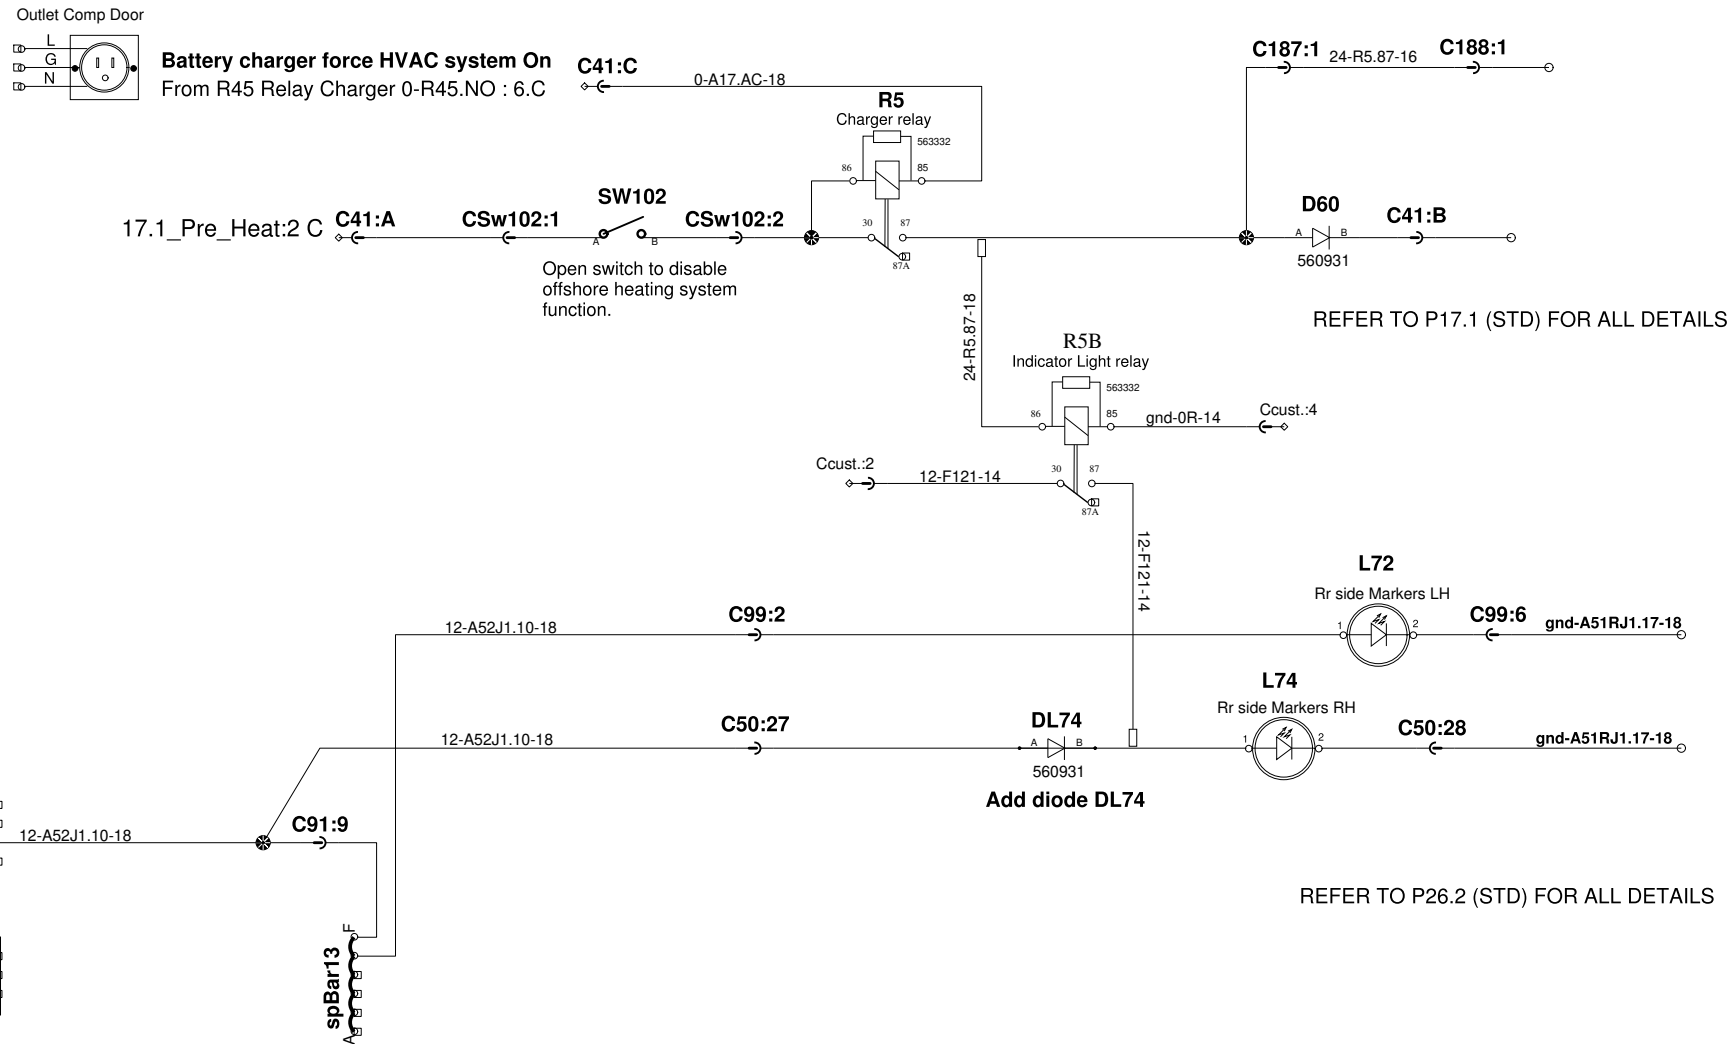 Outlet Comp Door
L
G
N
Battery charger force HVAC system On
From R45 Relay Charger 0-R45.NO : 6.C
C41:C
0-A17.AC-18
R5
Charger relay
563332
86
85
C187:1
24-R5.87-16
C188:1
17.1_Pre_Heat:2 C
C41:A
CSw102:1
SW102
A
B
CSw102:2
30
87
87A
D60
A
B
560931
C41:B
Open switch to disable
offshore heating system
function.
24-R5.87-18
REFER TO P17.1 (STD) FOR ALL DETAILS
R5B
Indicator Light relay
563332
86
85
gnd-0R-14
Ccust.:4
Ccust.:2
12-F121-14
30
87
87A
12-F121-14
L72
Rr side Markers LH
12-A52J1.10-18
C99:2
1
2
C99:6
gnd-A51RJ1.17-18
L74
Rr side Markers RH
12-A52J1.10-18
C50:27
DL74
A
B
560931
Add diode DL74
1
2
C50:28
gnd-A51RJ1.17-18
12-A52J1.10-18
C91:9
REFER TO P26.2 (STD) FOR ALL DETAILS
F
spBar13
A